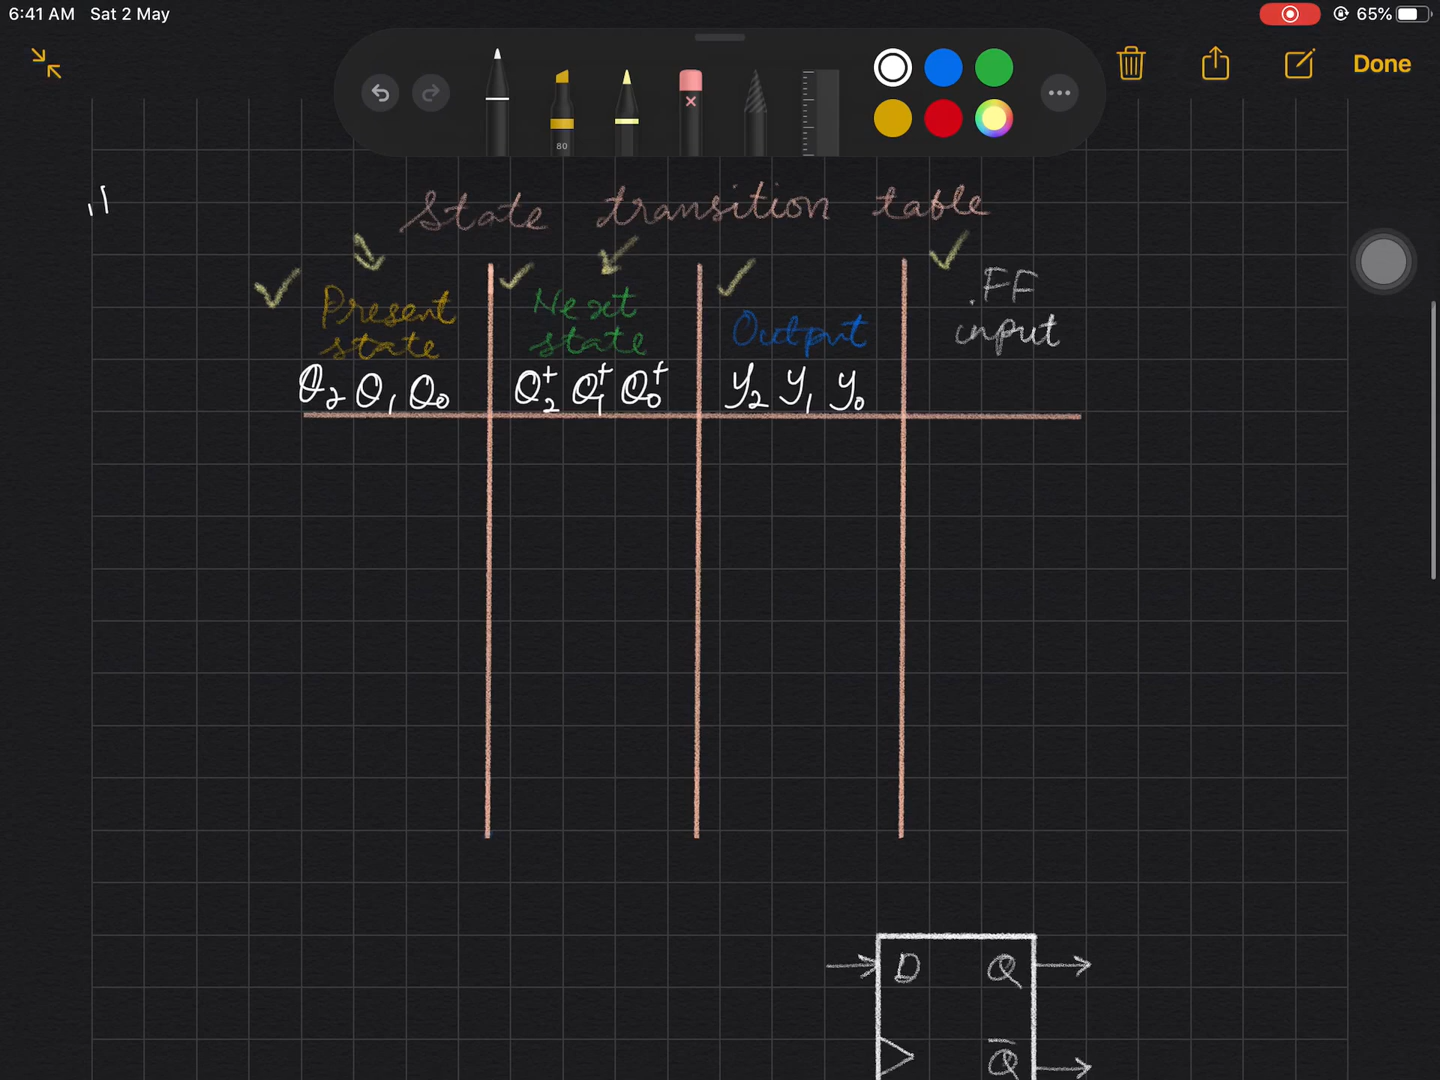 6:41 AM Sat 2 May 65%
Done
80
State transition table
Present state
Next state
Output
FF input
Q₂ Q₁ Q₀
Q₂⁺ Q₁⁺ Q₀⁺
y₂ y₁ y₀
D Q
Q̅